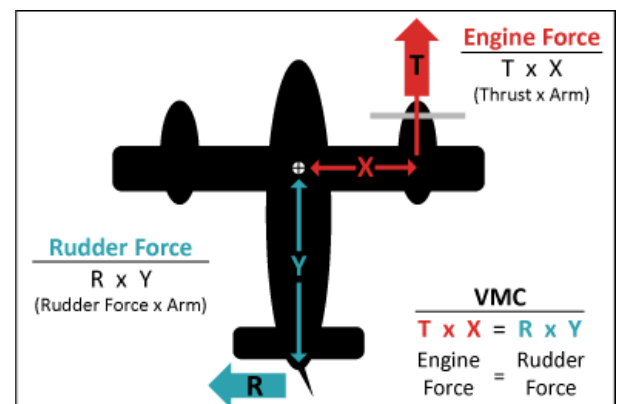 T
Engine Force
T x X
(Thrust x Arm)
X
Rudder Force
R x Y
(Rudder Force x Arm)
Y
VMC
T x X = R x Y
Engine Force = Rudder Force
R